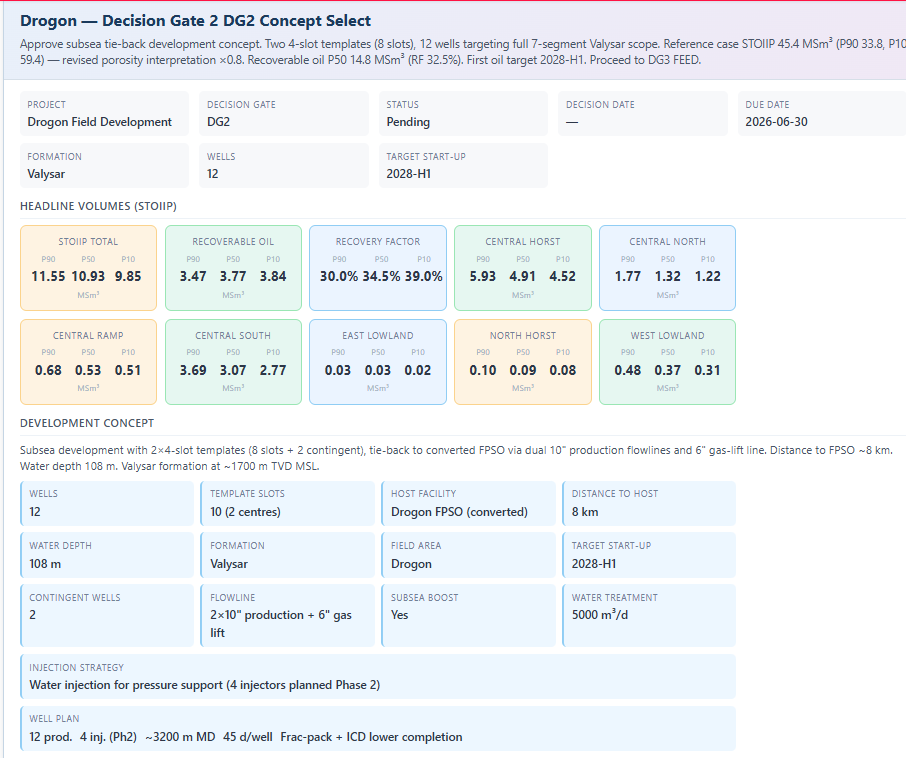 Drogon — Decision Gate 2 DG2 Concept Select
Approve subsea tie-back development concept. Two 4-slot templates (8 slots), 12 wells targeting full 7-segment Valysar scope. Reference case STOIIP 45.4 MSm³ (P90 33.8, P10
59.4) — revised porosity interpretation ×0.8. Recoverable oil P50 14.8 MSm³ (RF 32.5%). First oil target 2028-H1. Proceed to DG3 FEED.
PROJECT DECISION GATE STATUS DECISION DATE DUE DATE
Drogon Field Development DG2 Pending — 2026-06-30
FORMATION WELLS TARGET START-UP
Valysar 12 2028-H1
HEADLINE VOLUMES (STOIIP)
STOIIP TOTAL RECOVERABLE OIL RECOVERY FACTOR CENTRAL HORST CENTRAL NORTH
P90 P50 P10 P90 P50 P10 P90 P50 P10 P90 P50 P10 P90 P50 P10
11.55 10.93 9.85 3.47 3.77 3.84 30.0% 34.5% 39.0% 5.93 4.91 4.52 1.77 1.32 1.22
MSm³ MSm³ MSm³ MSm³
CENTRAL RAMP CENTRAL SOUTH EAST LOWLAND NORTH HORST WEST LOWLAND
P90 P50 P10 P90 P50 P10 P90 P50 P10 P90 P50 P10 P90 P50 P10
0.68 0.53 0.51 3.69 3.07 2.77 0.03 0.03 0.02 0.10 0.09 0.08 0.48 0.37 0.31
MSm³ MSm³ MSm³ MSm³ MSm³
DEVELOPMENT CONCEPT
Subsea development with 2×4-slot templates (8 slots + 2 contingent), tie-back to converted FPSO via dual 10" production flowlines and 6" gas-lift line. Distance to FPSO ~8 km.
Water depth 108 m. Valysar formation at ~1700 m TVD MSL.
WELLS TEMPLATE SLOTS HOST FACILITY DISTANCE TO HOST
12 10 (2 centres) Drogon FPSO (converted) 8 km
WATER DEPTH FORMATION FIELD AREA TARGET START-UP
108 m Valysar Drogon 2028-H1
CONTINGENT WELLS FLOWLINE SUBSEA BOOST WATER TREATMENT
2 2×10" production + 6" gas Yes 5000 m³/d
lift
INJECTION STRATEGY
Water injection for pressure support (4 injectors planned Phase 2)
WELL PLAN
12 prod. 4 inj. (Ph2) ~3200 m MD 45 d/well Frac-pack + ICD lower completion